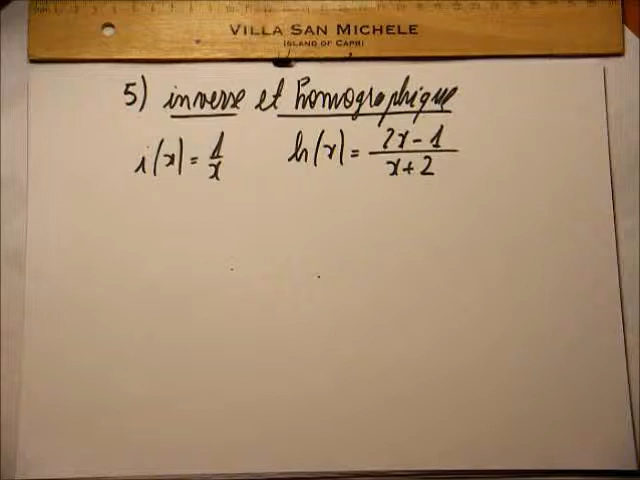 VILLA SAN MICHELE
ISLAND OF CAPRI
5) inverse et homographique
i(x) = 1/x    h(x) = (2x - 1)/(x + 2)